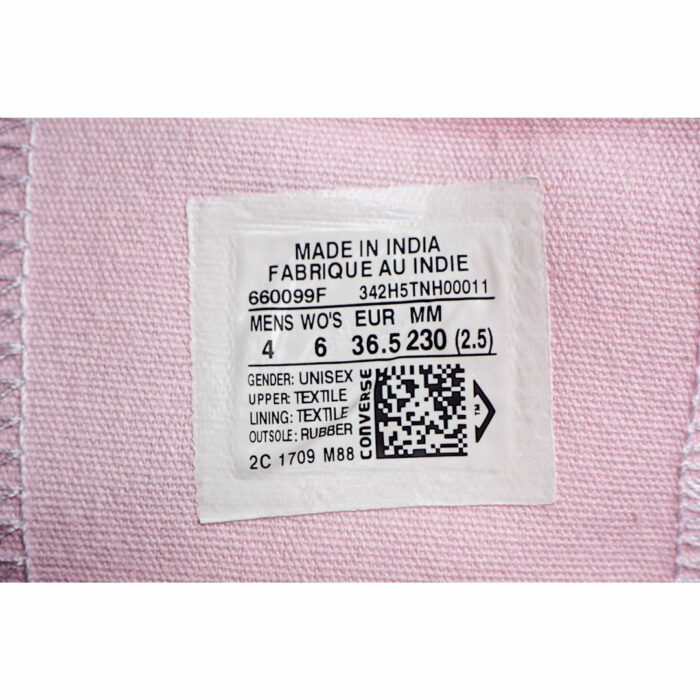 MADE IN INDIA
FABRIQUE AU INDIE
660099F 342H5TNH00011
MENS WO'S EUR MM
4 6 36.5 230 (2.5)
GENDER: UNISEX
UPPER: TEXTILE
LINING: TEXTILE
OUTSOLE: RUBBER
2C 1709 M88
CONVERSE
TM